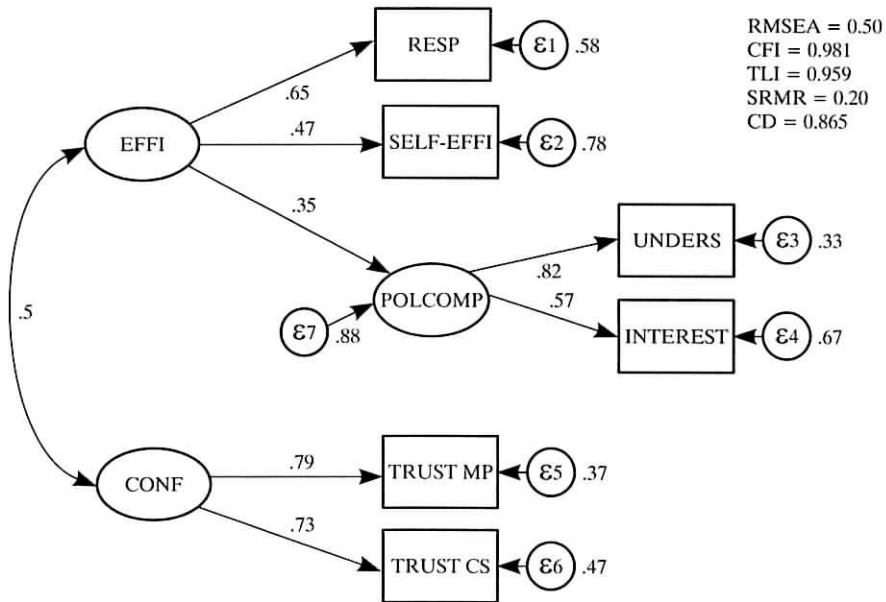 RMSEA = 0.50
CFI = 0.981
TLI = 0.959
SRMR = 0.20
CD = 0.865
RESP
ε1 .58
.65
.47
EFFI
SELF-EFFI
ε2 .78
.35
UNDERS
ε3 .33
.82
POLCOMP
.57
.5
ε7 .88
INTEREST
ε4 .67
.79
CONF
TRUST MP
ε5 .37
.73
TRUST CS
ε6 .47